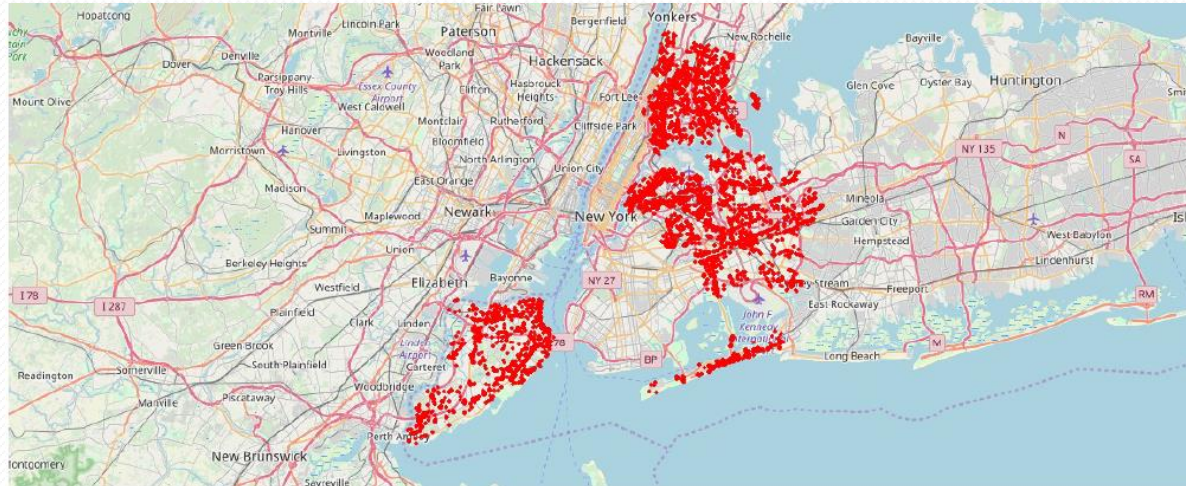 Hopatcong
Lincoln Park
Fair Lawn
Yonkers
Montville
Paterson
Bergenfield
New Rochelle
Bayville
Denville
Woodland Park
Hackensack
Dover
Parsippany-
Troy Hills
Essex County
Airport
Clifton
Hasbrouck
Heights
Oyster Bay
Huntington
Glen Cove
Mount Olive
West Caldwell
Fort Lee
Rutherford
Hanover
Montclair
Cliffside Park
Bloomfield
N
NY 135
Morristown
Livingston
North Arlington
SA
Union City
East Orange
Madison
Mineola
Maplewood
Newark
New York
Garden City
Summit
Hempstead
West Babylon
Union
Berkeley Heights
Lindenhurst
Elizabeth
Bayonne
NY 27
Westfield
Freeport
I 78
I 287
RM
East Rockaway
Plainfield
Clark
Linden
John F.
Kennedy
Linden
Airport
78
M
Green Brook
Long Beach
BP
South Plainfield
Carteret
Somerville
Readington
Woodbridge
Manville
Piscataway
Perth Amboy
New Brunswick
Sayreville